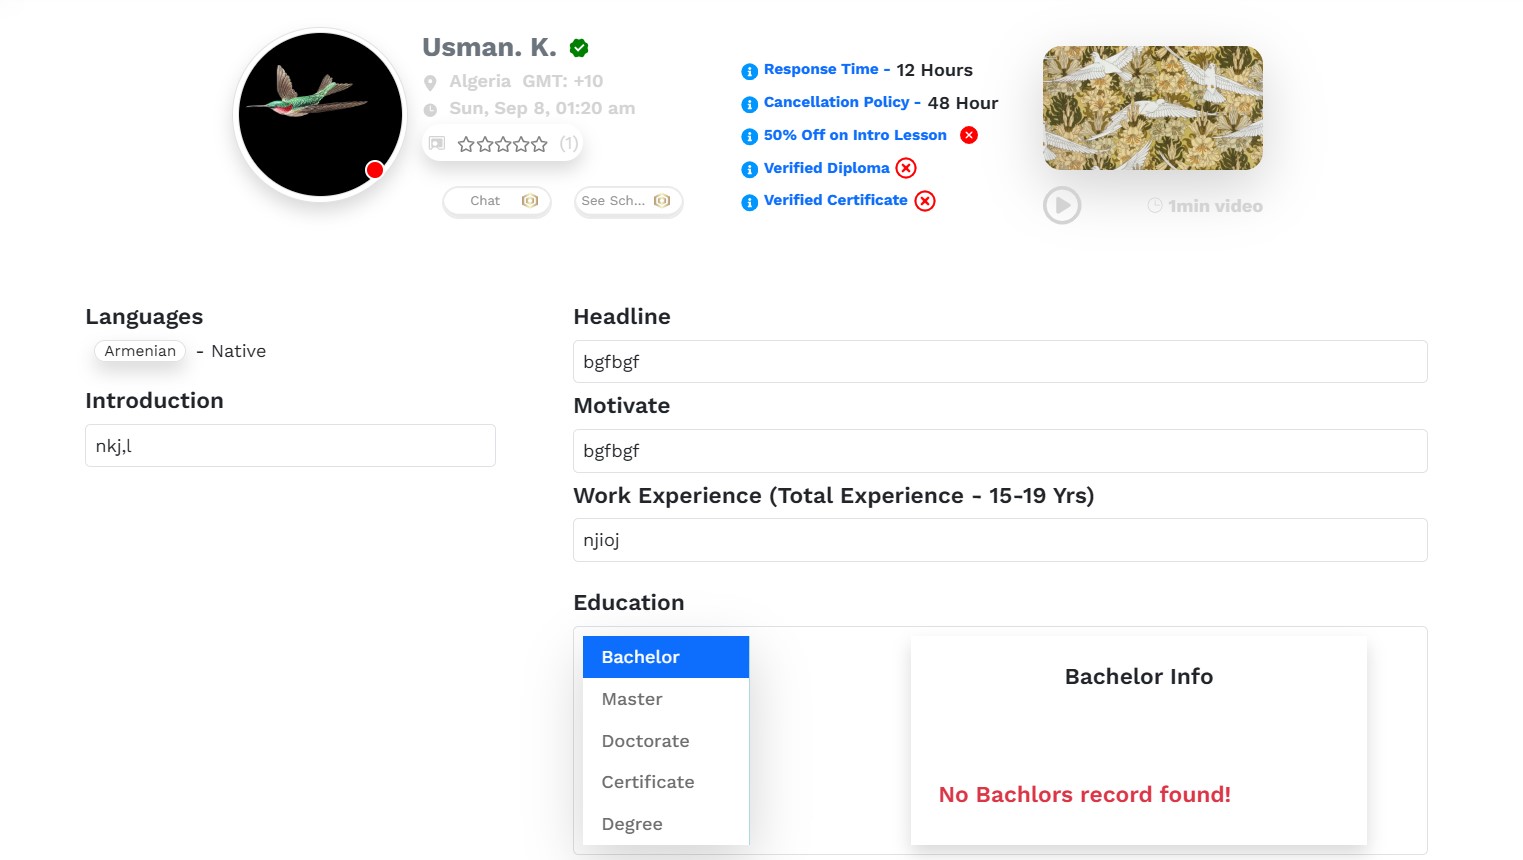 Usman. K.
Algeria GMT: +10
Sun, Sep 8, 01:20 am
(1)
Chat
See Sch...
Response Time - 12 Hours
Cancellation Policy - 48 Hour
50% Off on Intro Lesson
Verified Diploma
Verified Certificate
1min video
Languages
Armenian - Native
Introduction
nkj,l
Headline
bgfbgf
Motivate
bgfbgf
Work Experience (Total Experience - 15-19 Yrs)
njioj
Education
Bachelor
Master
Doctorate
Certificate
Degree
Bachelor Info
No Bachlors record found!